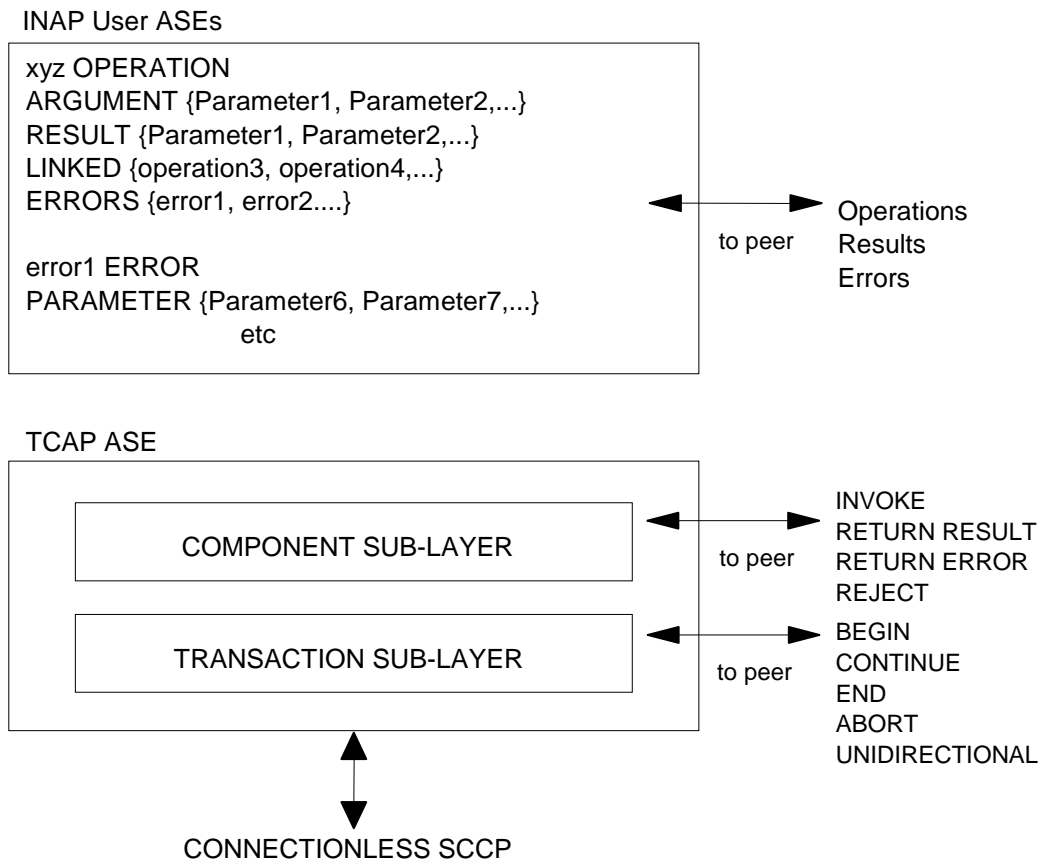 INAP User ASEs
xyz OPERATION
ARGUMENT {Parameter1, Parameter2,...}
RESULT {Parameter1, Parameter2,...}
LINKED {operation3, operation4,...}
ERRORS {error1, error2....}
error1 ERROR
PARAMETER {Parameter6, Parameter7,...}
etc
to peer
Operations
Results
Errors
TCAP ASE
COMPONENT SUB-LAYER
to peer
INVOKE
RETURN RESULT
RETURN ERROR
REJECT
TRANSACTION SUB-LAYER
to peer
BEGIN
CONTINUE
END
ABORT
UNIDIRECTIONAL
CONNECTIONLESS SCCP